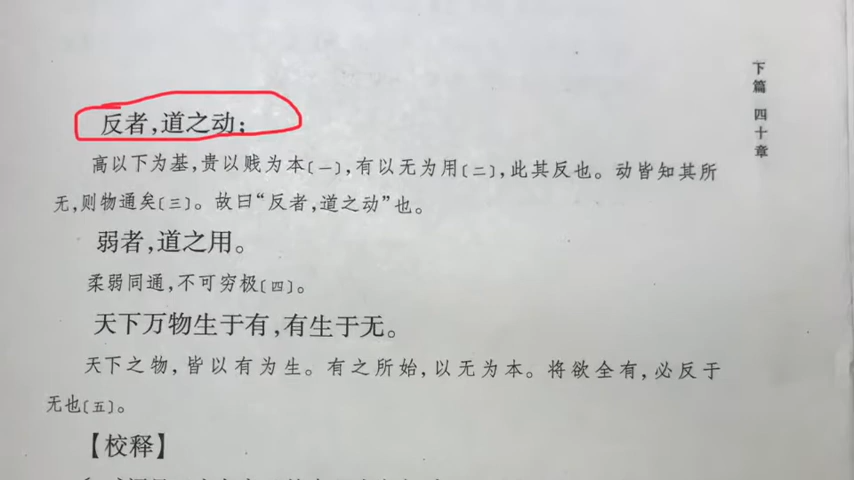 反者，道之动；
高以下为基，贵以贱为本〔一〕，有以无为用〔二〕，此其反也。动皆知其所
无，则物通矣〔三〕。故曰“反者，道之动”也。
弱者，道之用。
柔弱同通，不可穷极〔四〕。
天下万物生于有，有生于无。
天下之物，皆以有为生。有之所始，以无为本。将欲全有，必反于
无也〔五〕。
【校释】
下篇 四十章